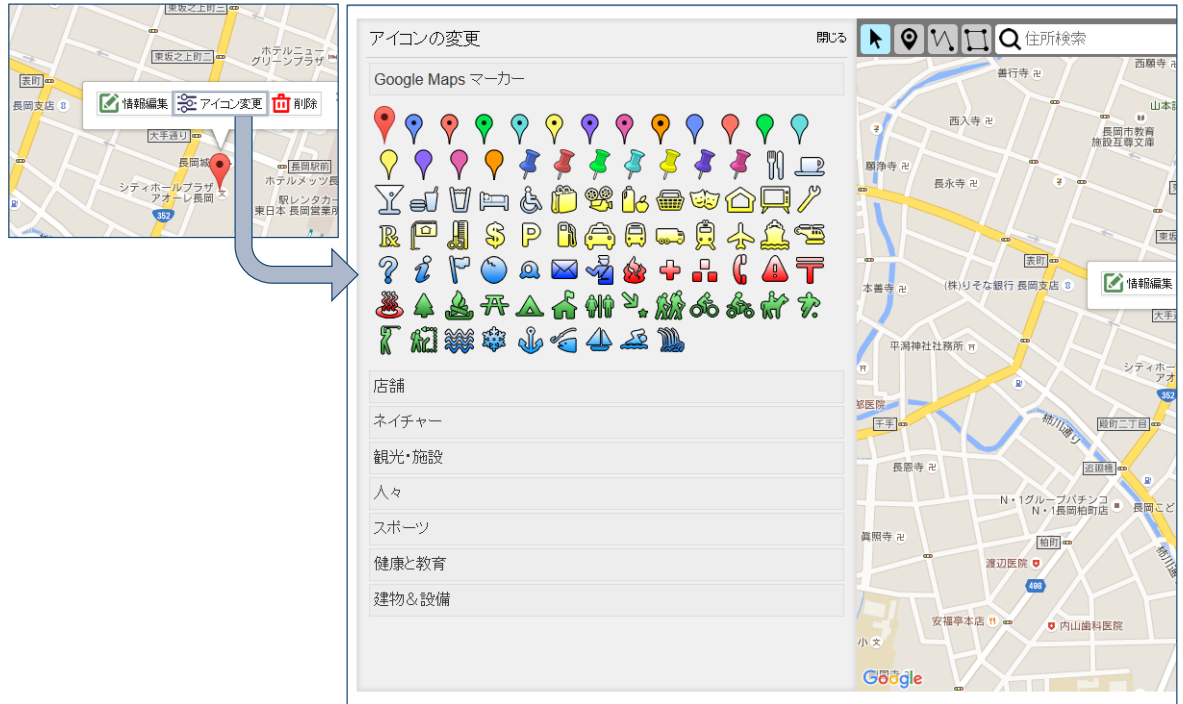 東坂之上町三
東坂之上町二
ホテルニュー
グリーンプラザ
表町
長岡支店
情報編集
アイコン変更
削除
大手通り
長岡城
長岡駅前
シティホールプラザ
アオーレ長岡
ホテルメッツ長
駅レンタカー
東日本 長岡営業所
352
アイコンの変更
閉じる
Google Maps マーカー
店舗
ネイチャー
観光・施設
人々
スポーツ
健康と教育
建物&設備
住所検索
善行寺
西願寺
西入寺
山本記
長岡市教育
施設互尊文庫
願浄寺
長永寺
東坂
表町
本善寺
(株)りそな銀行 長岡支店
情報編集
大手通
平潟神社社務所
シティホー
アオ
352
部医院
千手
柿川通り
殿町二丁目
長恩寺
追廻橋
N・1グループパチンコ
N・1長岡柏町店
長岡こど
眞照寺
柏町
渡辺医院
498
安福亭本店
内山歯科医院
小
Google